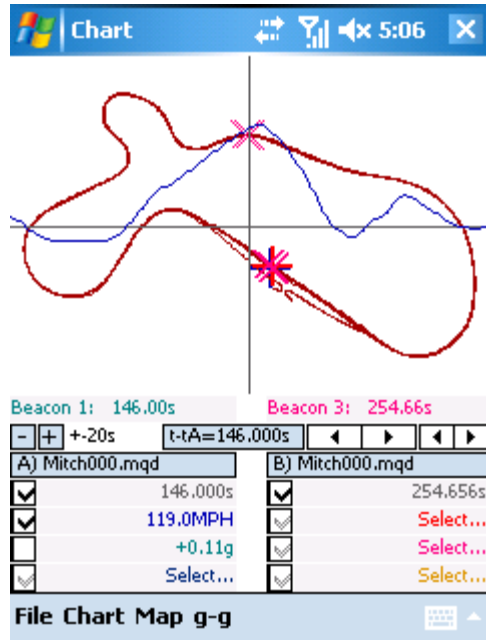 Chart 5:06
Beacon 1: 146.00s Beacon 3: 254.66s
- + +-20s t-tA=146.000s
A) Mitch000.mqd B) Mitch000.mqd
146.000s 254.656s
119.0MPH Select...
+0.11g Select...
Select... Select...
File Chart Map g-g